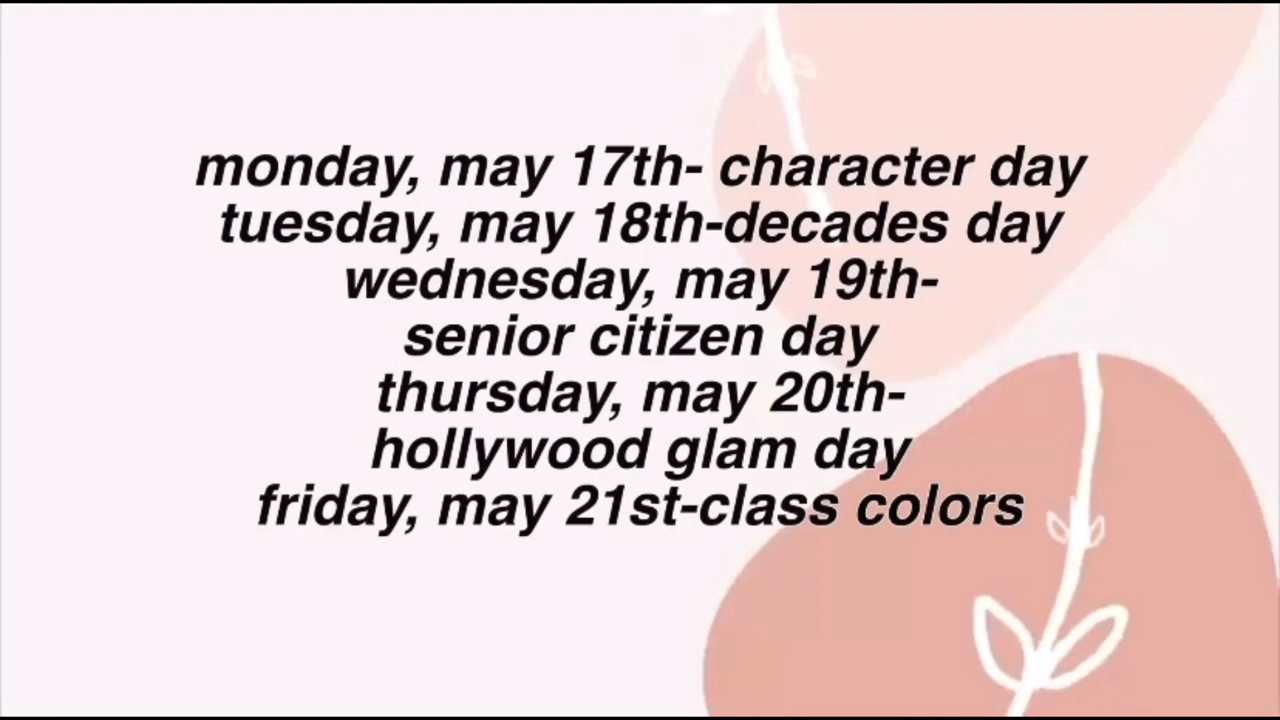 monday, may 17th- character day
tuesday, may 18th-decades day
wednesday, may 19th-
senior citizen day
thursday, may 20th-
hollywood glam day
friday, may 21st-class colors